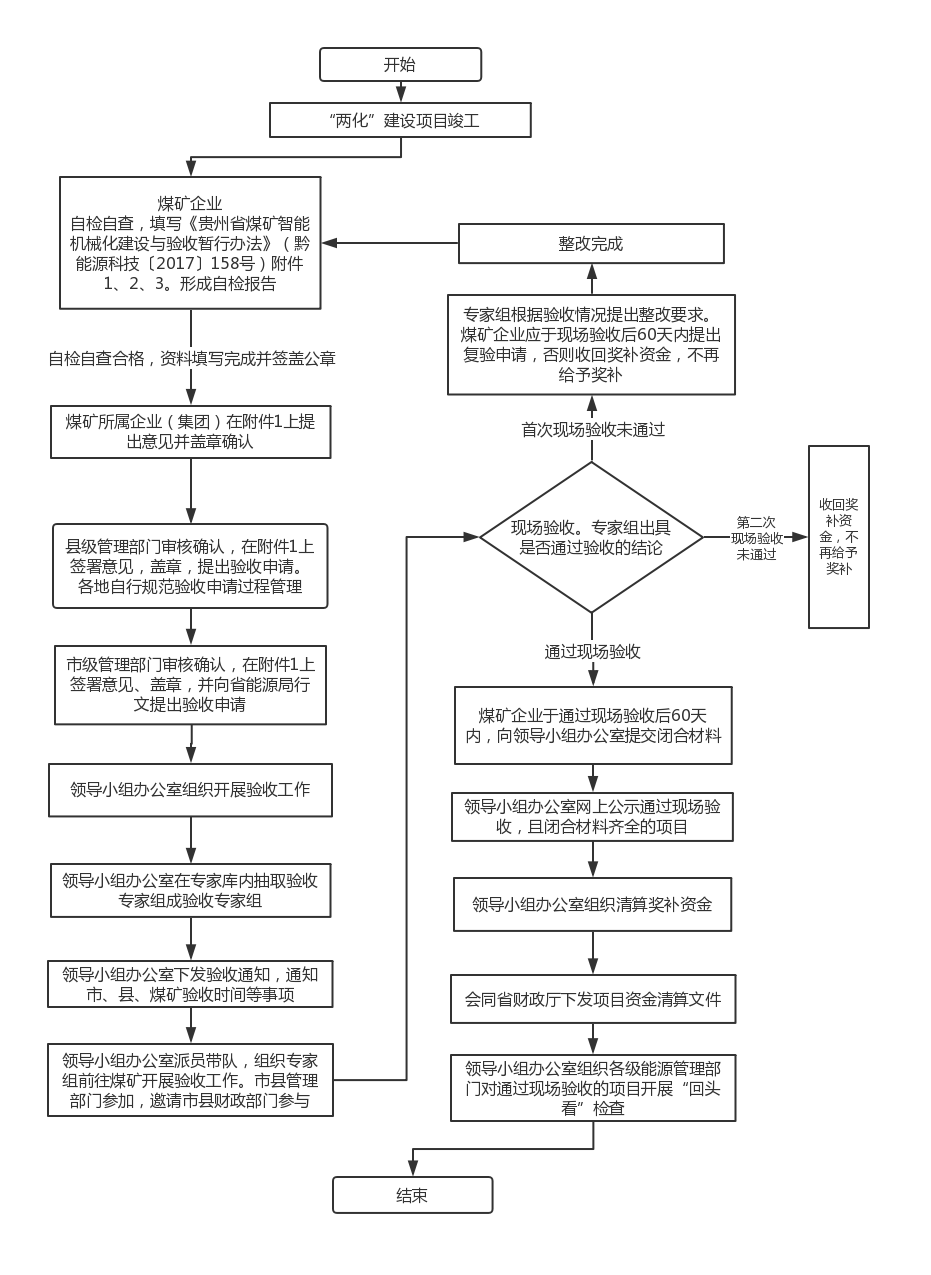 开始
“两化”建设项目竣工
煤矿企业
自检自查，填写《贵州省煤矿智能
机械化建设与验收暂行办法》（黔
能源科技〔2017〕158号）附件
1、2、3。形成自检报告
自检自查合格，资料填写完成并签盖公章
煤矿所属企业（集团）在附件1上提
出意见并盖章确认
县级管理部门审核确认，在附件1上
签署意见，盖章，提出验收申请。
各地自行规范验收申请过程管理
市级管理部门审核确认，在附件1上
签署意见、盖章，并向省能源局行
文提出验收申请
领导小组办公室组织开展验收工作
领导小组办公室在专家库内抽取验收
专家组成验收专家组
领导小组办公室下发验收通知，通知
市、县、煤矿验收时间等事项
领导小组办公室派员带队，组织专家
组前往煤矿开展验收工作。市县管理
部门参加，邀请市县财政部门参与
整改完成
专家组根据验收情况提出整改要求。
煤矿企业应于现场验收后60天内提出
复验申请，否则收回奖补资金，不再
给予奖补
首次现场验收未通过
现场验收。专家组出具
是否通过验收的结论
第二次
现场验收
未通过
收回奖
补资
金，不
再给予
奖补
通过现场验收
煤矿企业于通过现场验收后60天
内，向领导小组办公室提交闭合材料
领导小组办公室网上公示通过现场验
收，且闭合材料齐全的项目
领导小组办公室组织清算奖补资金
会同省财政厅下发项目资金清算文件
领导小组办公室组织各级能源管理部
门对通过现场验收的项目开展“回头
看”检查
结束